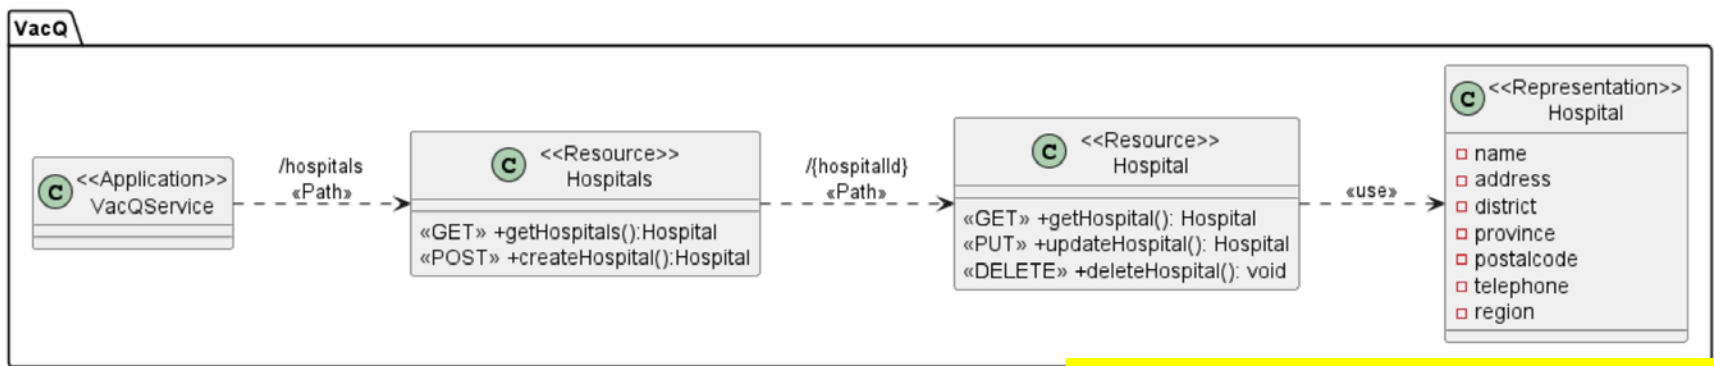 VacQ
C
<<Application>>
VacQService
/hospitals
«Path»
C
<<Resource>>
Hospitals
«GET» +getHospitals():Hospital
«POST» +createHospital():Hospital
/{hospitalId}
«Path»
C
<<Resource>>
Hospital
«GET» +getHospital(): Hospital
«PUT» +updateHospital(): Hospital
«DELETE» +deleteHospital(): void
«use»
C
<<Representation>>
Hospital
name
address
district
province
postalcode
telephone
region